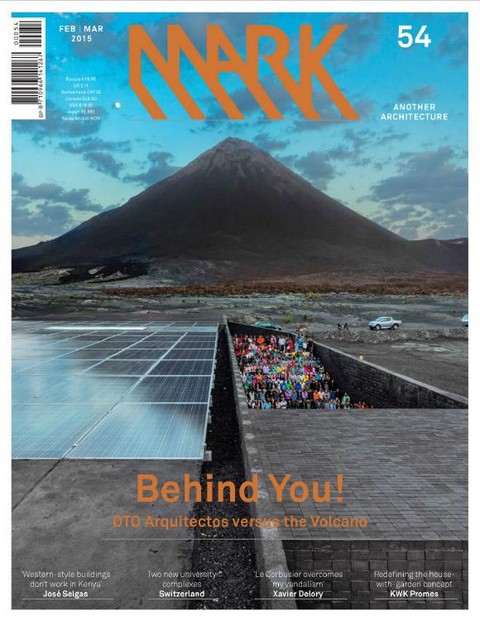 FEB | MAR
2015
MARK
54
ANOTHER
ARCHITECTURE
Behind You!
OTO Arquitectos versus the Volcano
'Western-style buildings
don't work in Kenya'
José Selgas
Two new university
complexes
Switzerland
'Le Corbusier overcomes
my vandalism'
Xavier Delory
Redefining the house-
with-garden concept
KWK Promes